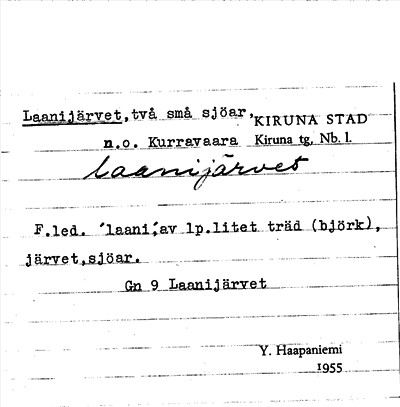 Laanijärvet, två små sjöar, KIRUNA STAD
n.o. Kurravaara Kiruna tg, Nb. l.
Laanijärvet
F.led. ´laani´, av lp. litet träd (björk),
järvet, sjöar.
Gn 9 Laanijärvet
Y. Haapaniemi
1955